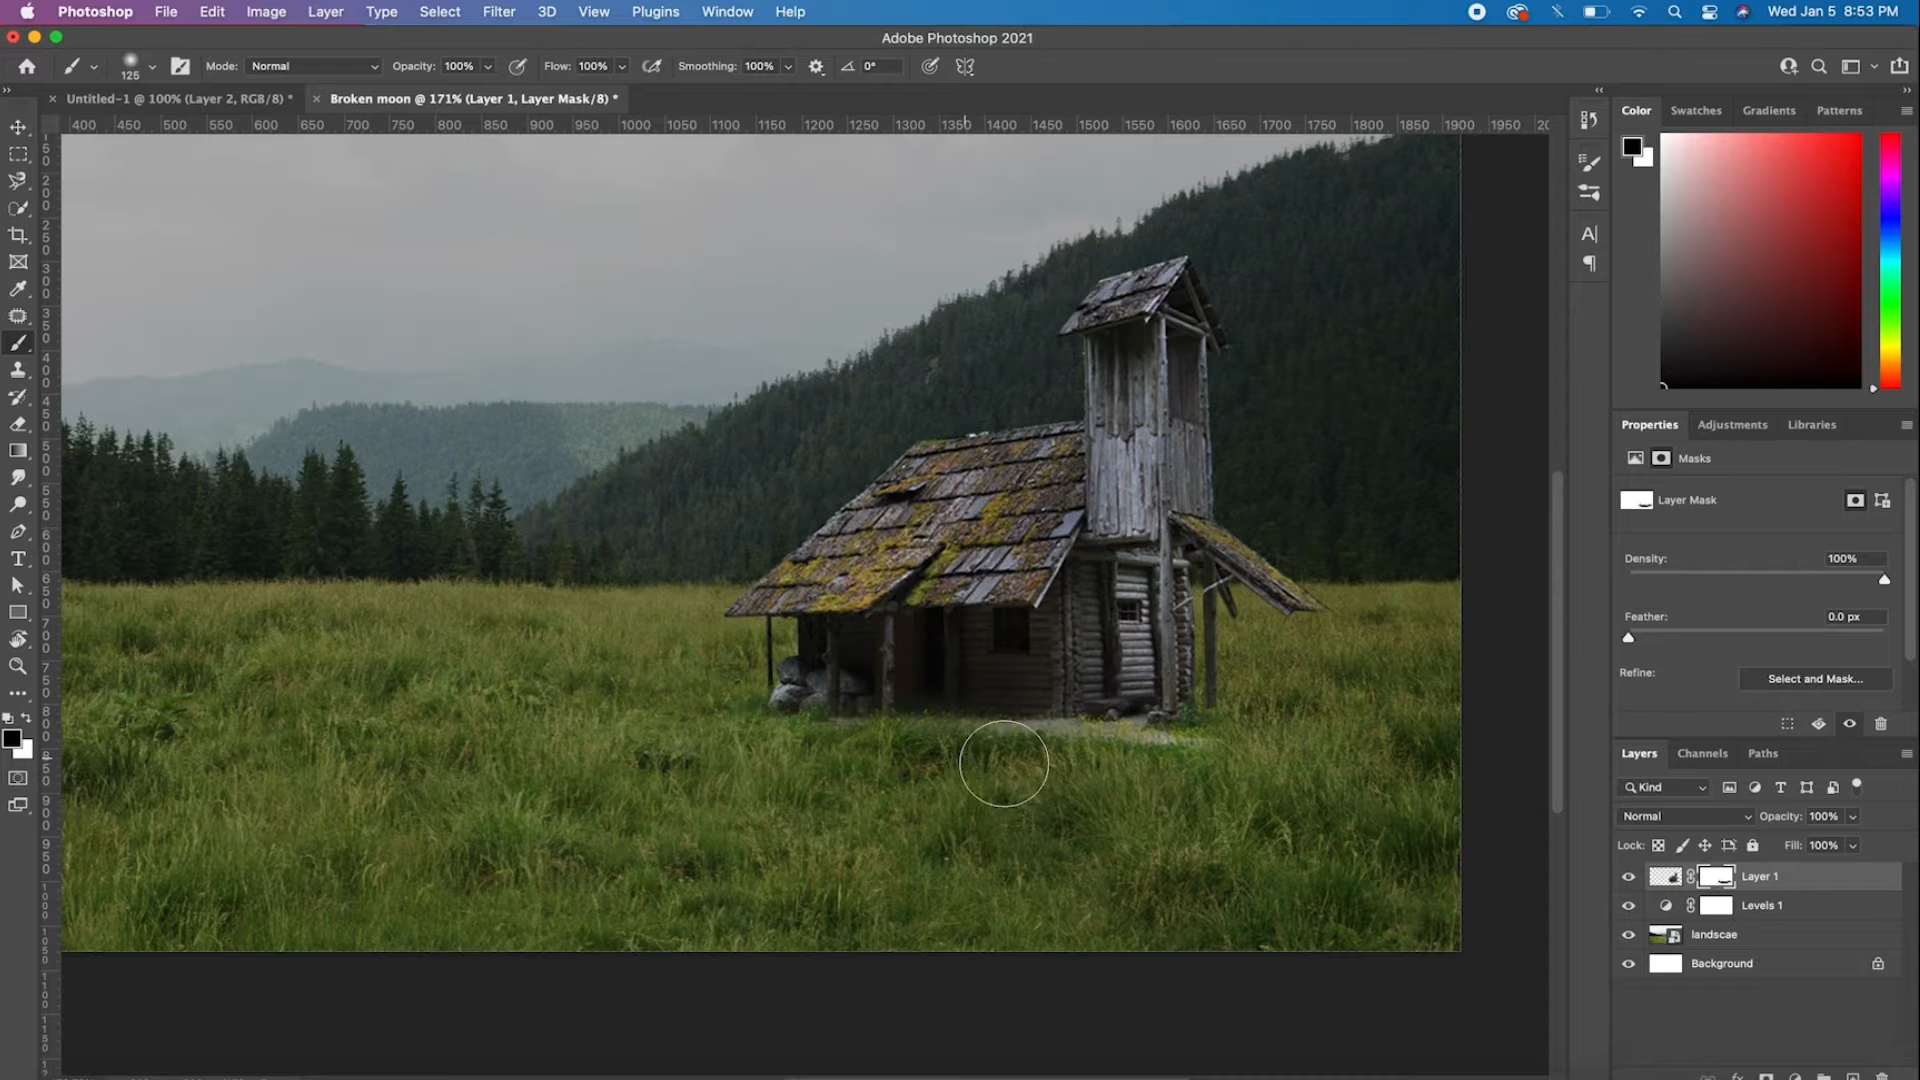 Photoshop File Edit Image Layer Type Select Filter 3D View Plugins Window Help Wed Jan 5 8:53 PM
Adobe Photoshop 2021
125 Mode: Normal Opacity: 100% Flow: 100% Smoothing: 100% 0°
Untitled-1 @ 100% (Layer 2, RGB/8) * Broken moon @ 171% (Layer 1, Layer Mask/8) *
400 450 500 550 600 650 700 750 800 850 900 950 1000 1050 1100 1150 1200 1250 1300 1350 1400 1450 1500 1550 1600 1650 1700 1750 1800 1850 1900 1950
Color Swatches Gradients Patterns
Properties Adjustments Libraries
Masks
Layer Mask
Density: 100%
Feather: 0.0 px
Refine: Select and Mask...
Layers Channels Paths
Kind
Normal Opacity: 100%
Lock: Fill: 100%
Layer 1
Levels 1
landscae
Background